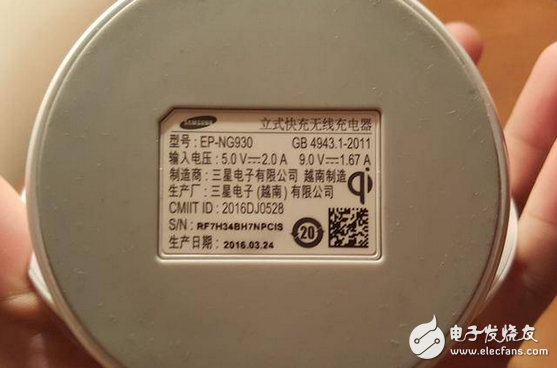 SAMSUNG 立式快充无线充电器
型号: EP-NG930 GB 4943.1-2011
输入电压: 5.0 V⎓2.0 A 9.0 V⎓1.67 A
制造商: 三星电子有限公司 越南制造
生产厂: 三星电子(越南)有限公司
CMIIT ID : 2016DJ0528
S/N : RF7H34BH7NPCIS
20
生产日期: 2016.03.24
电子发烧友
www.elecfans.com